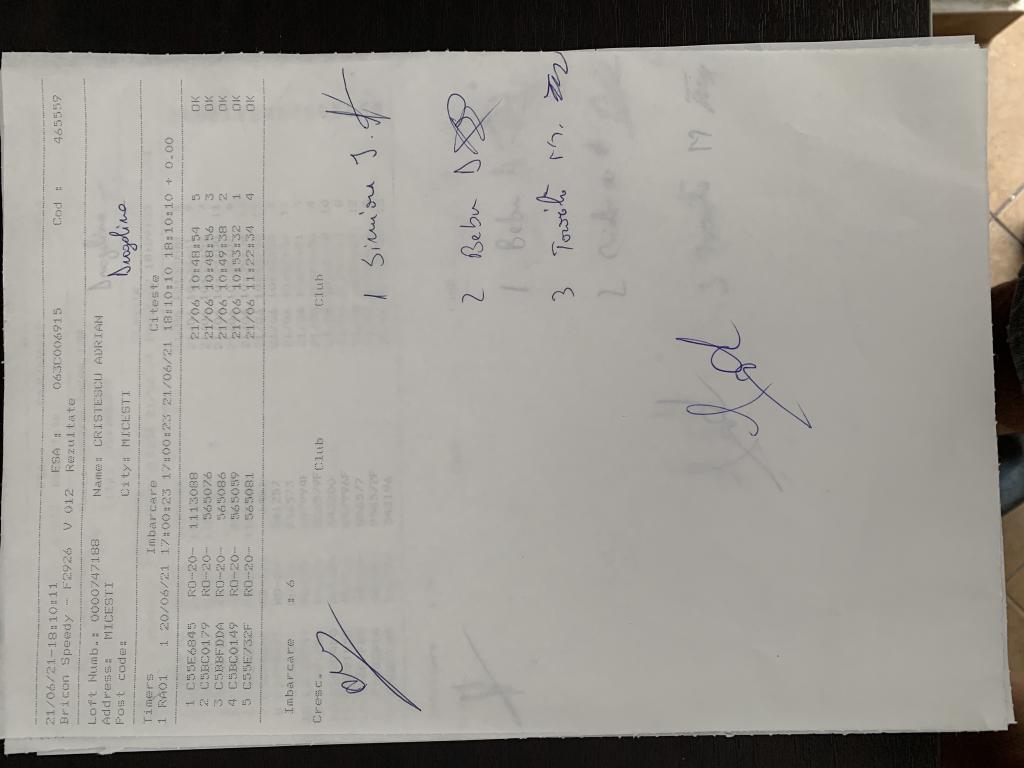 21/06/21-18:10:11 ESA : 063C006915 Cod : 465559
Bricon Speedy - F2926 V 012 Rezultate
Loft Numb.: 0000747188 Name: CRISTESCU ADRIAN
Address: MICESTI Dragolina
Post code: City: MICESTI
Timers Imbarcare Citeste
1 RA01 1 20/06/21 17:00:23 17:00:23 21/06/21 18:10:10 18:10:10 + 0.00
1 C55E6845 RO-20- 1113088 21/06 10:48:54 5 OK
2 C5BC0179 RO-20- 565076 21/06 10:48:56 3 OK
3 C5BBFDDA RO-20- 565086 21/06 10:49:38 2 OK
4 C5BC0149 RO-20- 565059 21/06 10:53:32 1 OK
5 C55E732F RO-20- 565081 21/06 11:22:34 4 OK
Imbarcare : 6
Cresc. Club Club
1 Simion J.
2 Bebu D
3